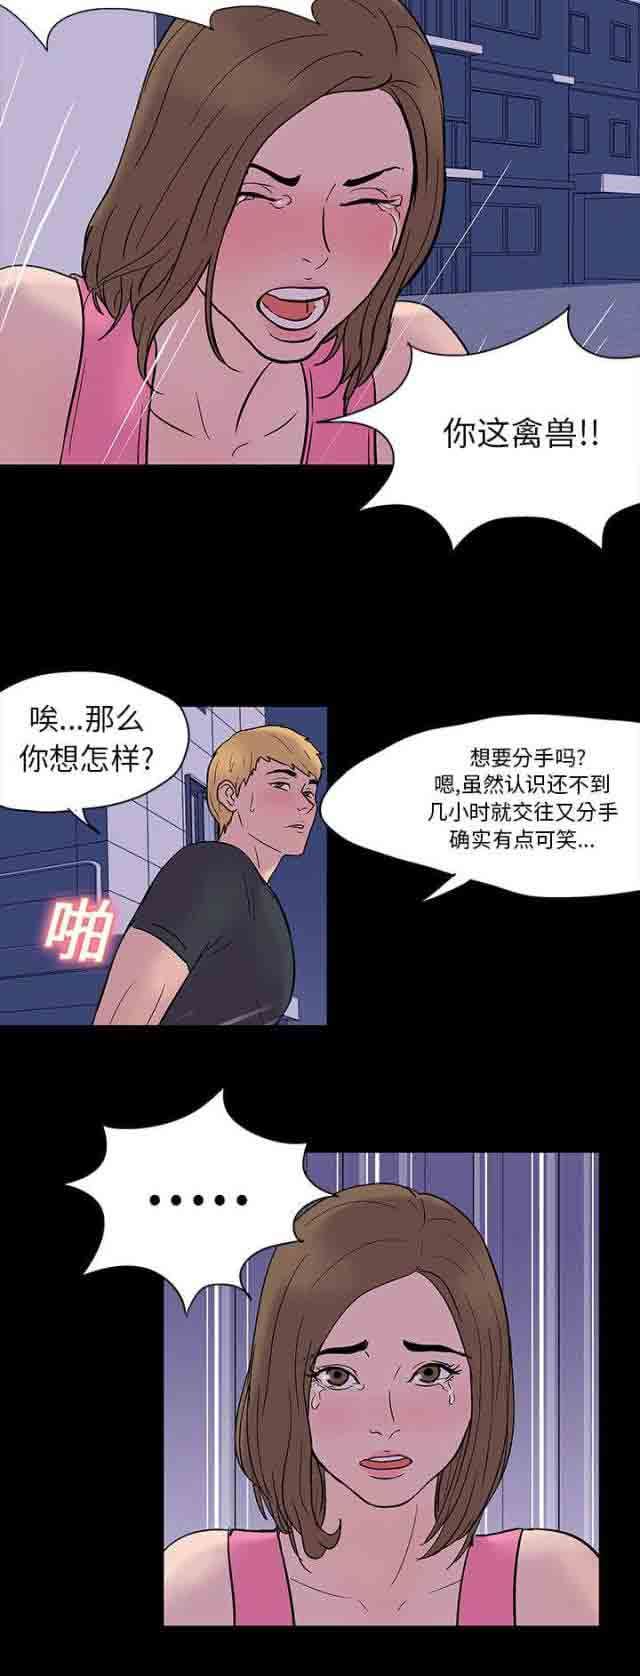 你这禽兽!!
唉...那么
你想怎样?
想要分手吗?
嗯,虽然认识还不到
几小时就交往又分手
确实有点可笑...
啪
.....